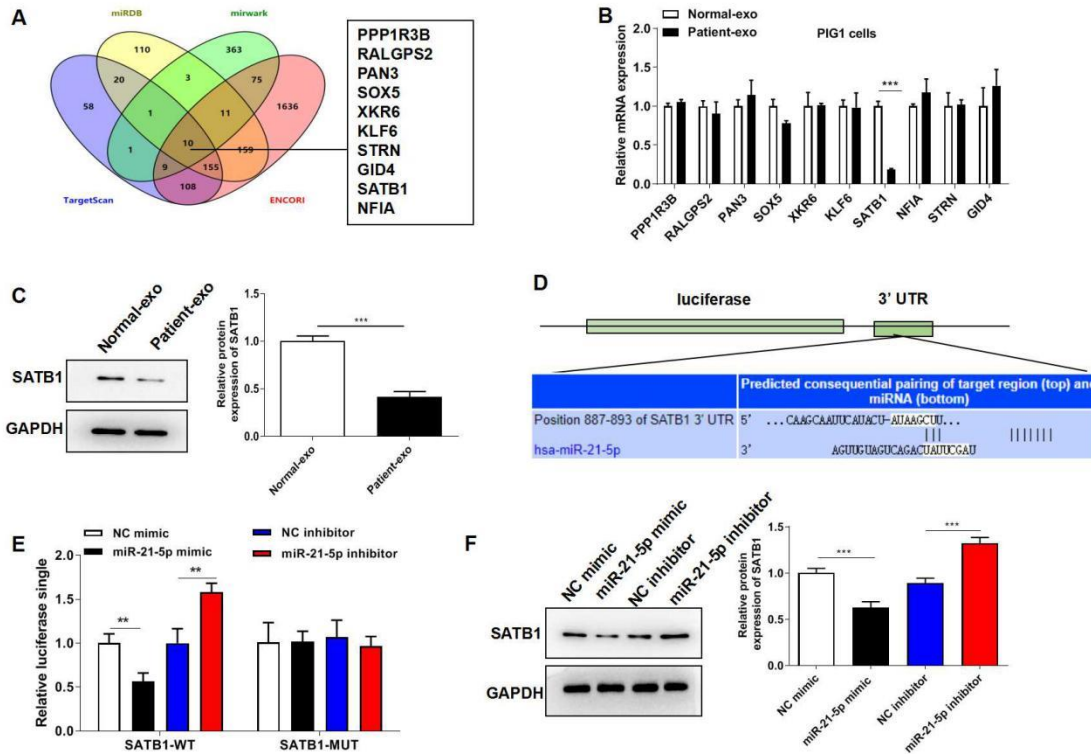 A
miRDB
mirwark
110
363
20
3
75
58
1
11
1636
10
1
9
155
159
108
TargetScan
ENCORI
PPP1R3B
RALGPS2
PAN3
SOX5
XKR6
KLF6
STRN
GID4
SATB1
NFIA
B
Normal-exo
Patient-exo
PIG1 cells
Relative mRNA expression
2.0
1.5
1.0
0.5
0.0
***
PPP1R3B
RALGPS2
PAN3
SOX5
XKR6
KLF6
SATB1
NFIA
STRN
GID4
C
Normal-exo
Patient-exo
SATB1
GAPDH
Relative protein
expression of SATB1
1.5
1.0
0.5
0.0
***
Normal-exo
Patient-exo
D
luciferase
3' UTR
Predicted consequential pairing of target region (top) and
miRNA (bottom)
Position 887-893 of SATB1 3' UTR
5' ...CAAGCAAUUCAUACU-AUAAGCUU...
||| |||||||
hsa-miR-21-5p
3' AGUUGUAGUCAGACUAUUCGAU
E
NC mimic
miR-21-5p mimic
NC inhibitor
miR-21-5p inhibitor
Relative luciferase single
2.0
1.5
1.0
0.5
0.0
**
**
SATB1-WT
SATB1-MUT
F
NC mimic
miR-21-5p mimic
NC inhibitor
miR-21-5p inhibitor
SATB1
GAPDH
Relative protein
expression of SATB1
1.5
1.0
0.5
0.0
***
***
NC mimic
miR-21-5p mimic
NC inhibitor
miR-21-5p inhibitor